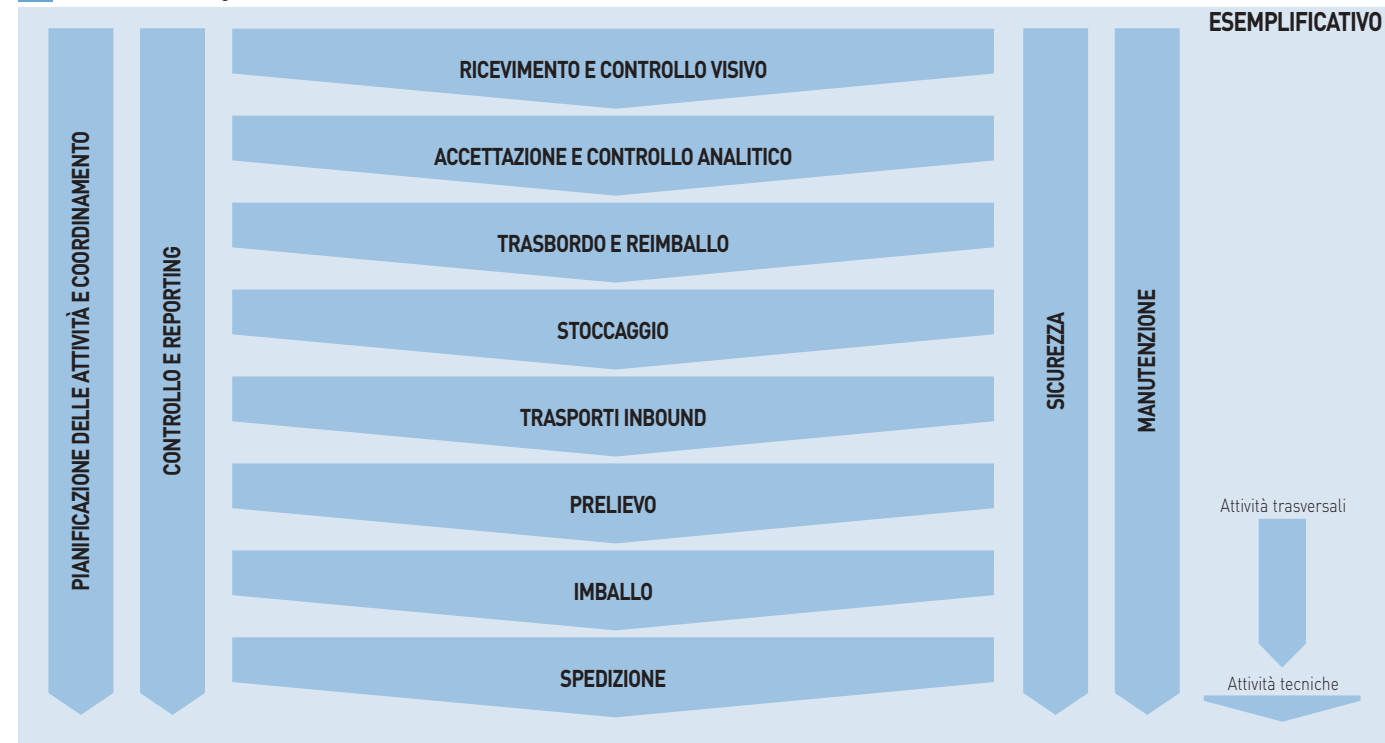 ESEMPLIFICATIVO
PIANIFICAZIONE DELLE ATTIVITÀ E COORDINAMENTO
CONTROLLO E REPORTING
RICEVIMENTO E CONTROLLO VISIVO
ACCETTAZIONE E CONTROLLO ANALITICO
TRASBORDO E REIMBALLO
STOCCAGGIO
TRASPORTI INBOUND
PRELIEVO
IMBALLO
SPEDIZIONE
SICUREZZA
MANUTENZIONE
Attività trasversali
Attività tecniche